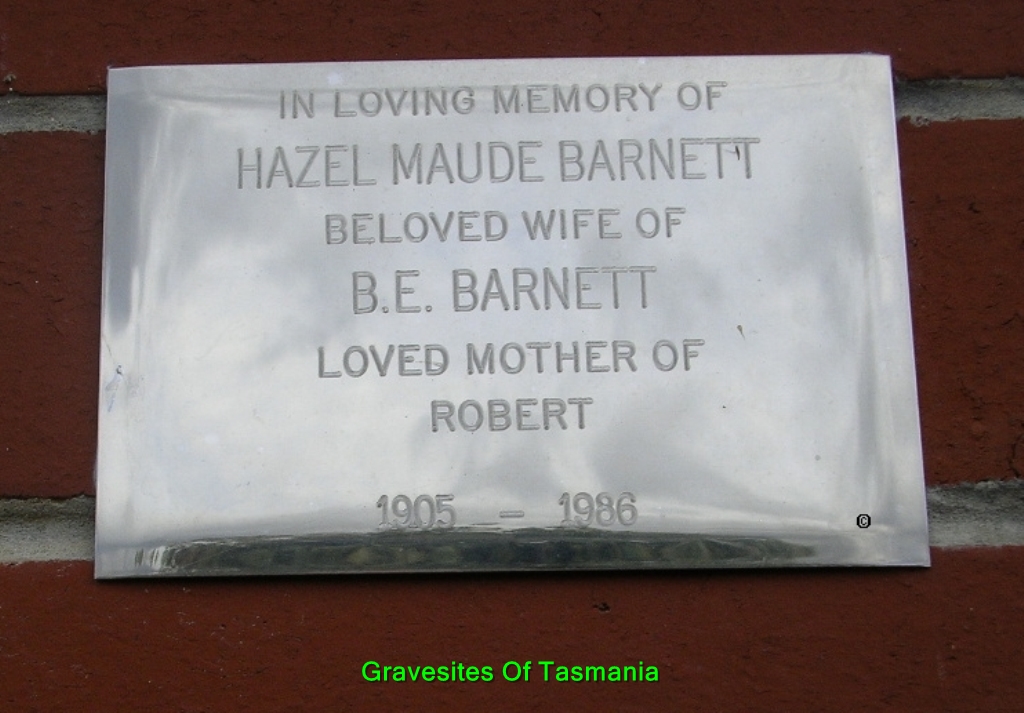 IN LOVING MEMORY OF
HAZEL MAUDE BARNETT
BELOVED WIFE OF
B.E. BARNETT
LOVED MOTHER OF
ROBERT
1905 - 1986
©
Gravesites Of Tasmania